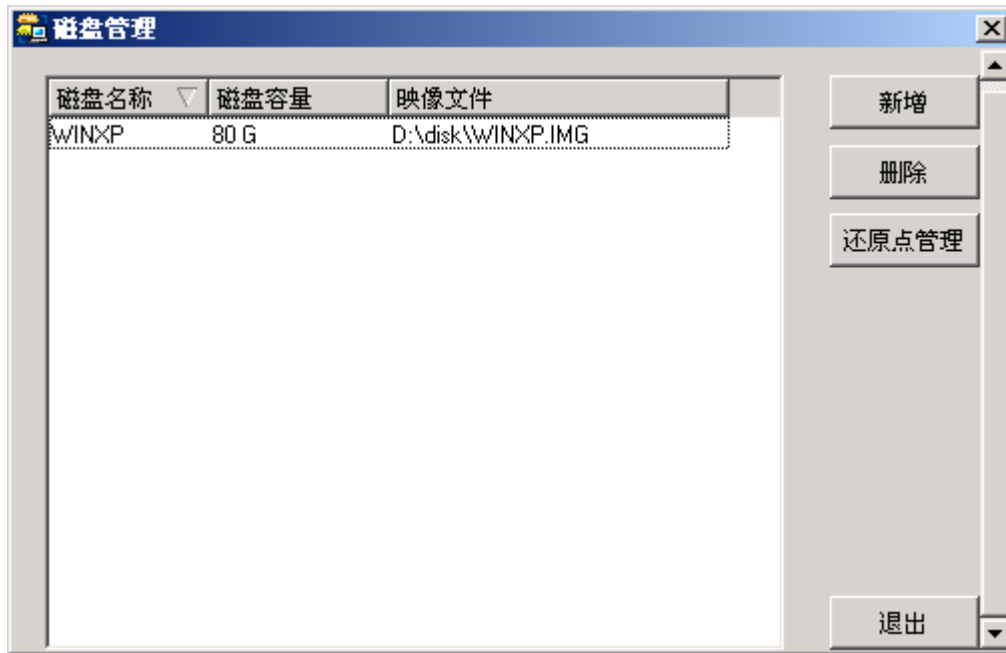 磁盘管理
磁盘名称 磁盘容量 映像文件
WINXP 80 G D:\disk\WINXP.IMG
新增
删除
还原点管理
退出